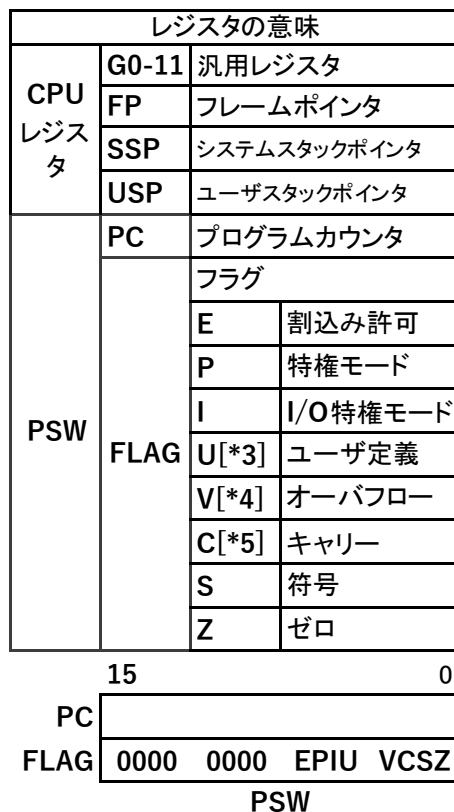 レジスタの意味
CPU
レジス
タ
G0-11 汎用レジスタ
FP フレームポインタ
SSP システムスタックポインタ
USP ユーザスタックポインタ
PSW
PC プログラムカウンタ
FLAG
フラグ
E 割込み許可
P 特権モード
I I/O特権モード
U[*3] ユーザ定義
V[*4] オーバフロー
C[*5] キャリー
S 符号
Z ゼロ
15 0
PC
FLAG 0000 0000 EPIU VCSZ
PSW